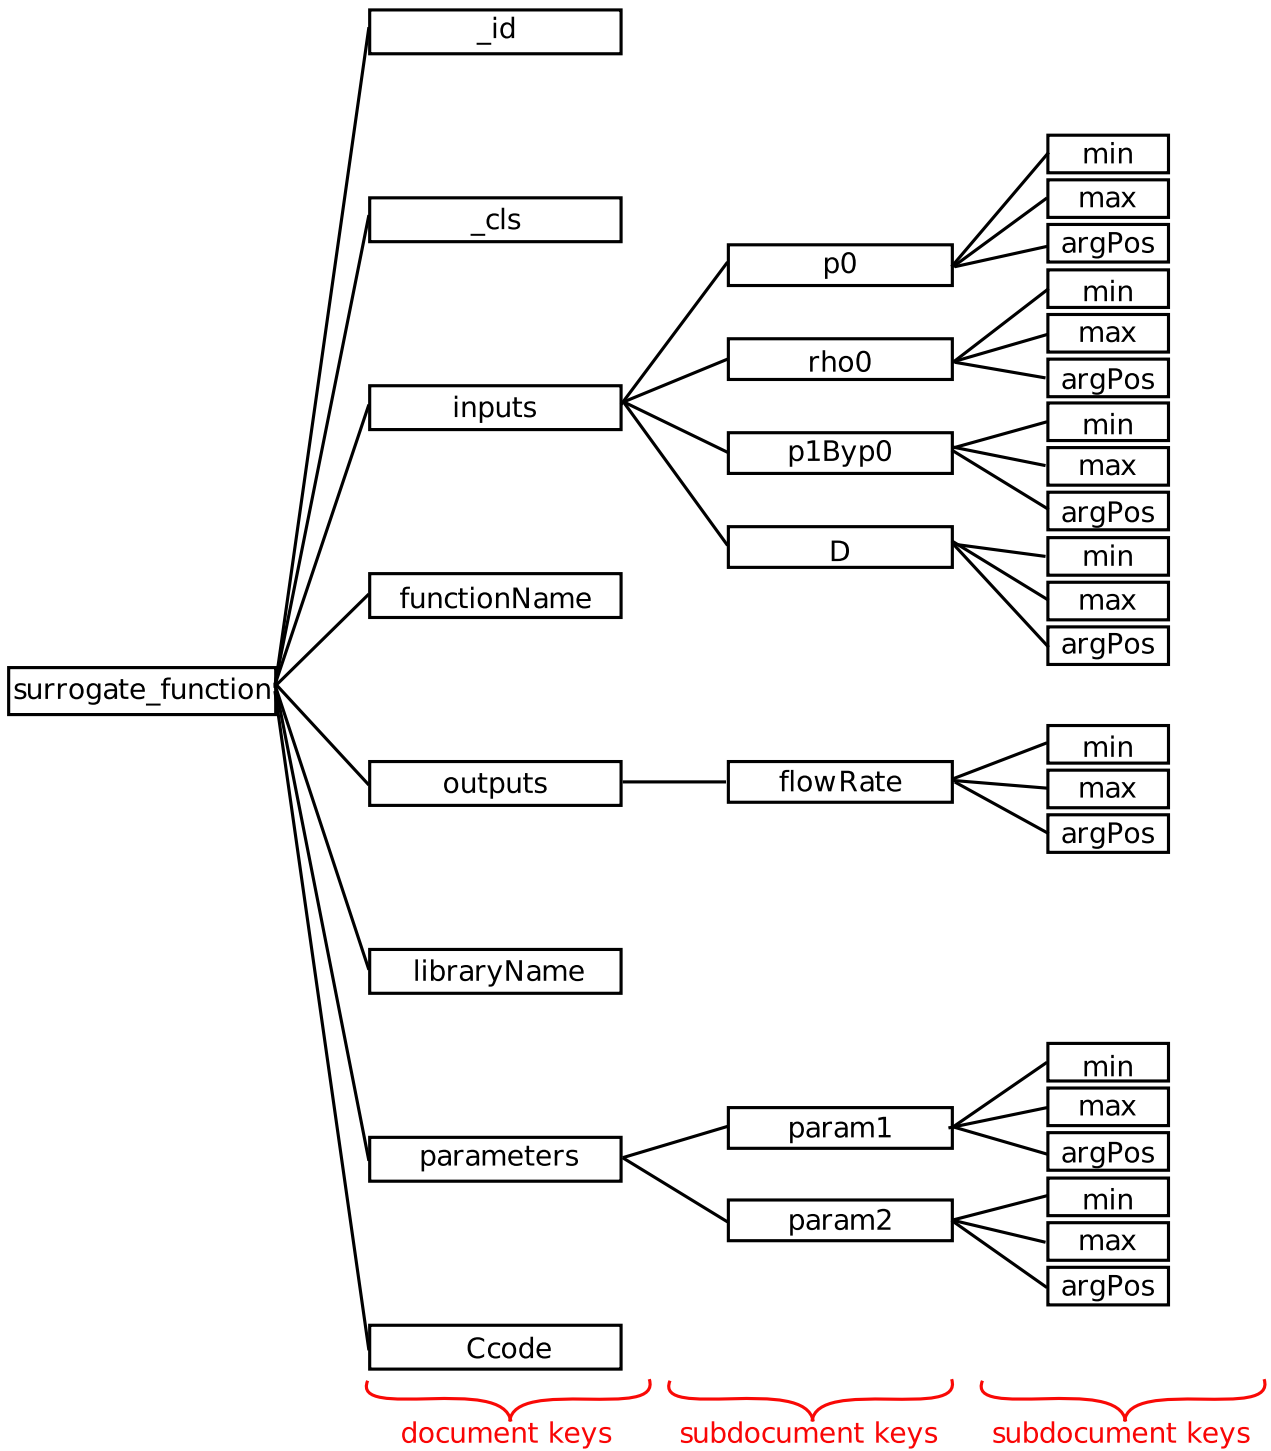 _id
_cls
inputs
functionName
surrogate_function
outputs
libraryName
parameters
Ccode
p0
rho0
p1Byp0
D
flowRate
param1
param2
min
max
argPos
min
max
argPos
min
max
argPos
min
max
argPos
min
max
argPos
min
max
argPos
min
max
argPos
document keys
subdocument keys
subdocument keys